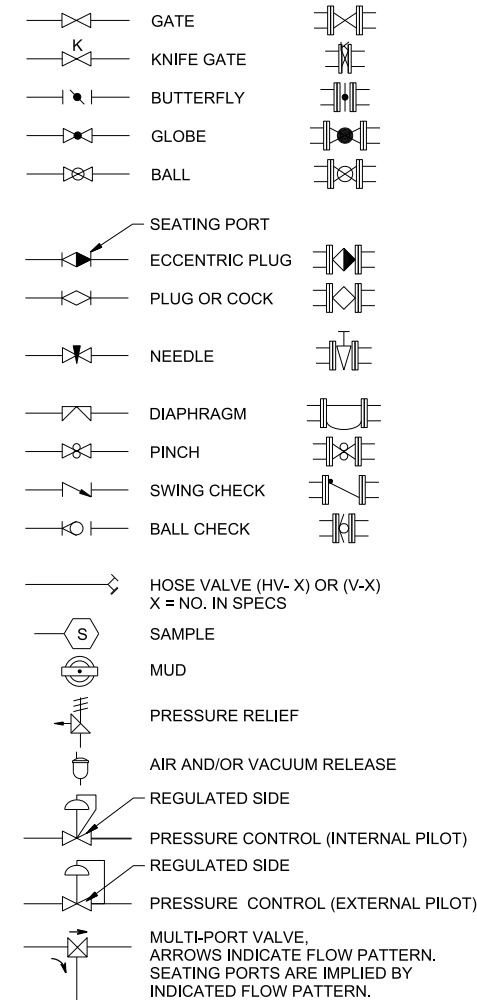 GATE
K
KNIFE GATE
BUTTERFLY
GLOBE
BALL
SEATING PORT
ECCENTRIC PLUG
PLUG OR COCK
NEEDLE
DIAPHRAGM
PINCH
SWING CHECK
BALL CHECK
HOSE VALVE (HV- X) OR (V-X)
X = NO. IN SPECS
S
SAMPLE
MUD
PRESSURE RELIEF
AIR AND/OR VACUUM RELEASE
REGULATED SIDE
PRESSURE CONTROL (INTERNAL PILOT)
REGULATED SIDE
PRESSURE CONTROL (EXTERNAL PILOT)
MULTI-PORT VALVE,
ARROWS INDICATE FLOW PATTERN.
SEATING PORTS ARE IMPLIED BY
INDICATED FLOW PATTERN.